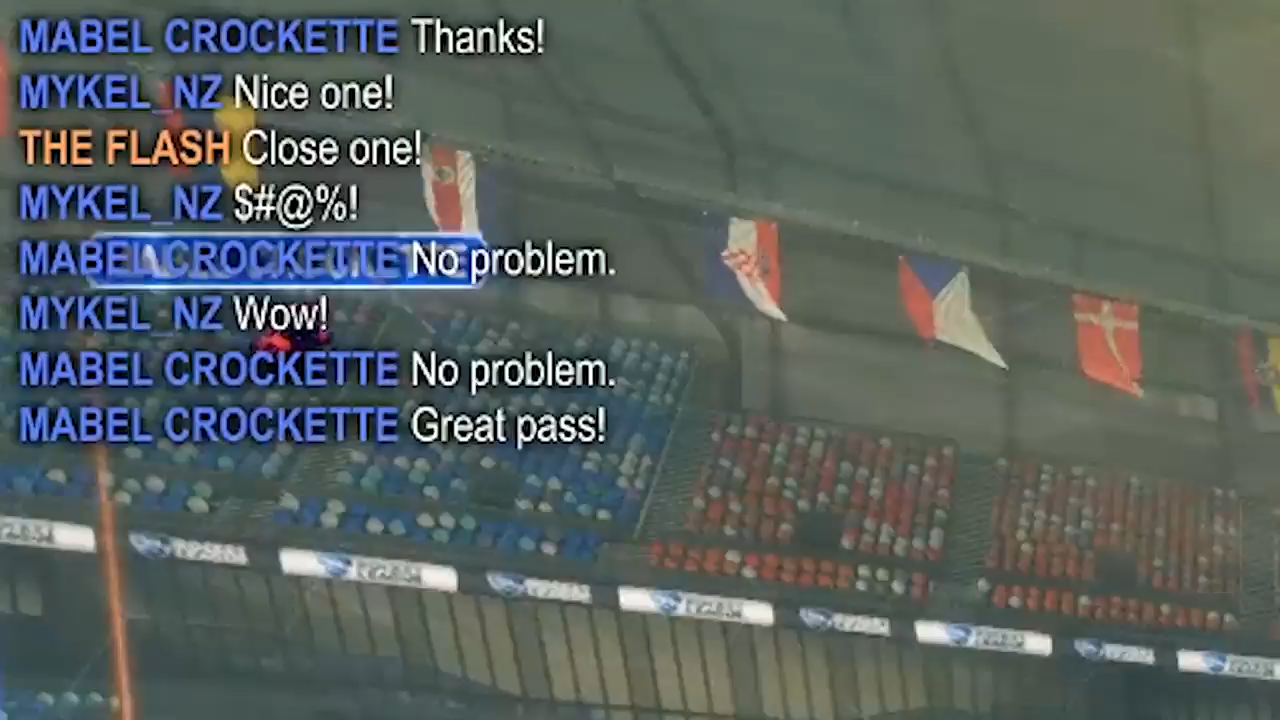 MABEL CROCKETTE Thanks!
MYKEL_NZ Nice one!
THE FLASH Close one!
MYKEL_NZ $#@%!
MABEL CROCKETTE No problem.
MYKEL_NZ Wow!
MABEL CROCKETTE No problem.
MABEL CROCKETTE Great pass!